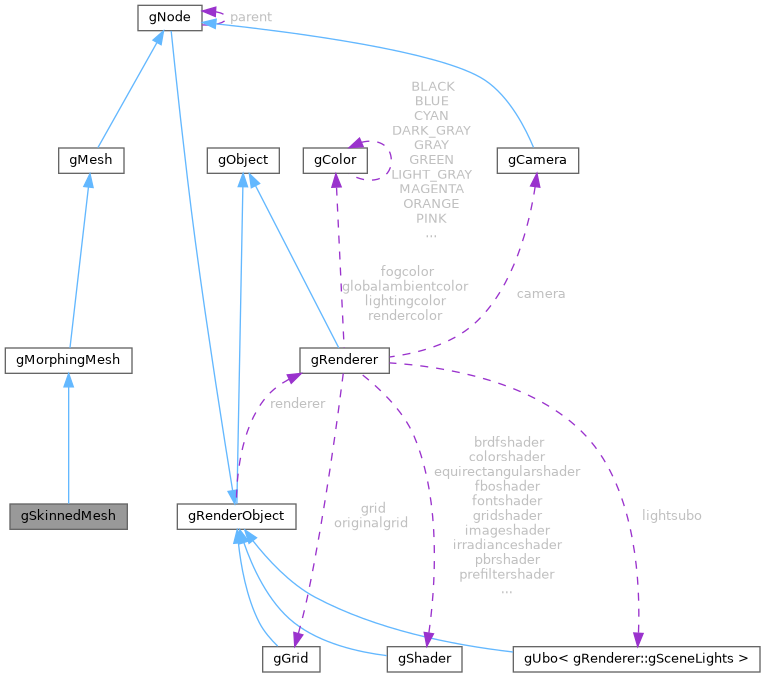 gNode
parent
BLACK
BLUE
CYAN
DARK_GRAY
GRAY
GREEN
LIGHT_GRAY
MAGENTA
ORANGE
PINK
...
gMesh
gObject
gColor
gCamera
fogcolor
globalambientcolor
lightingcolor
rendercolor
camera
gMorphingMesh
gRenderer
renderer
brdfshader
colorshader
equirectangularshader
fboshader
fontshader
gridshader
imageshader
irradianceshader
pbrshader
prefiltershader
...
grid
originalgrid
lightsubo
gSkinnedMesh
gRenderObject
gGrid
gShader
gUbo< gRenderer::gSceneLights >